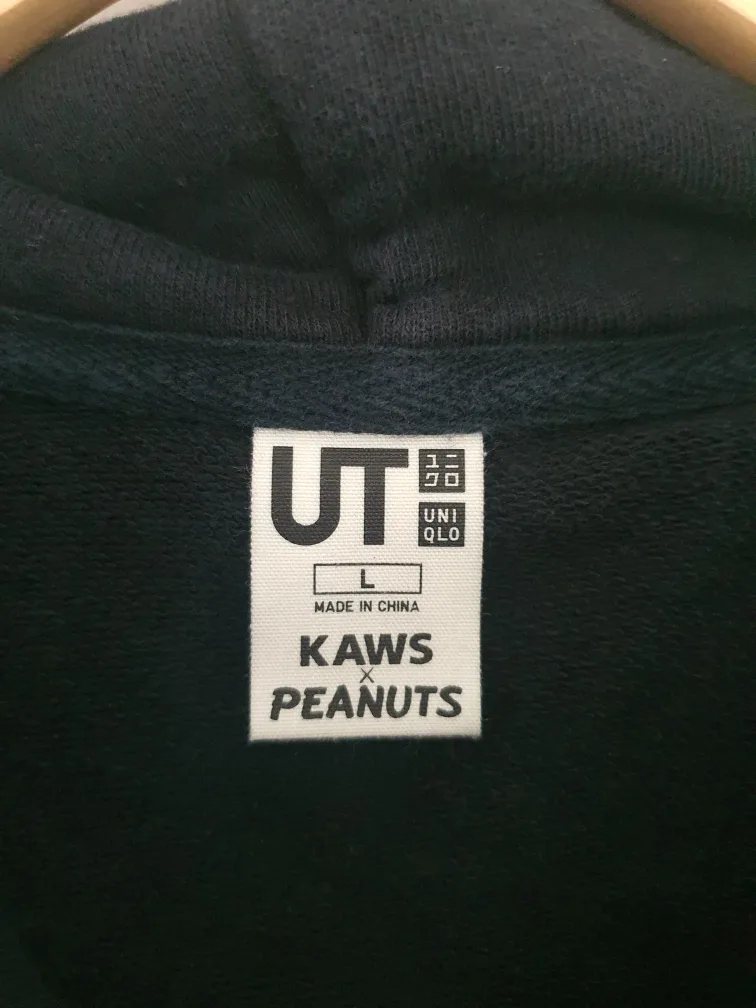 UT
ユニ
クロ
UNI
QLO
L
MADE IN CHINA
KAWS
×
PEANUTS